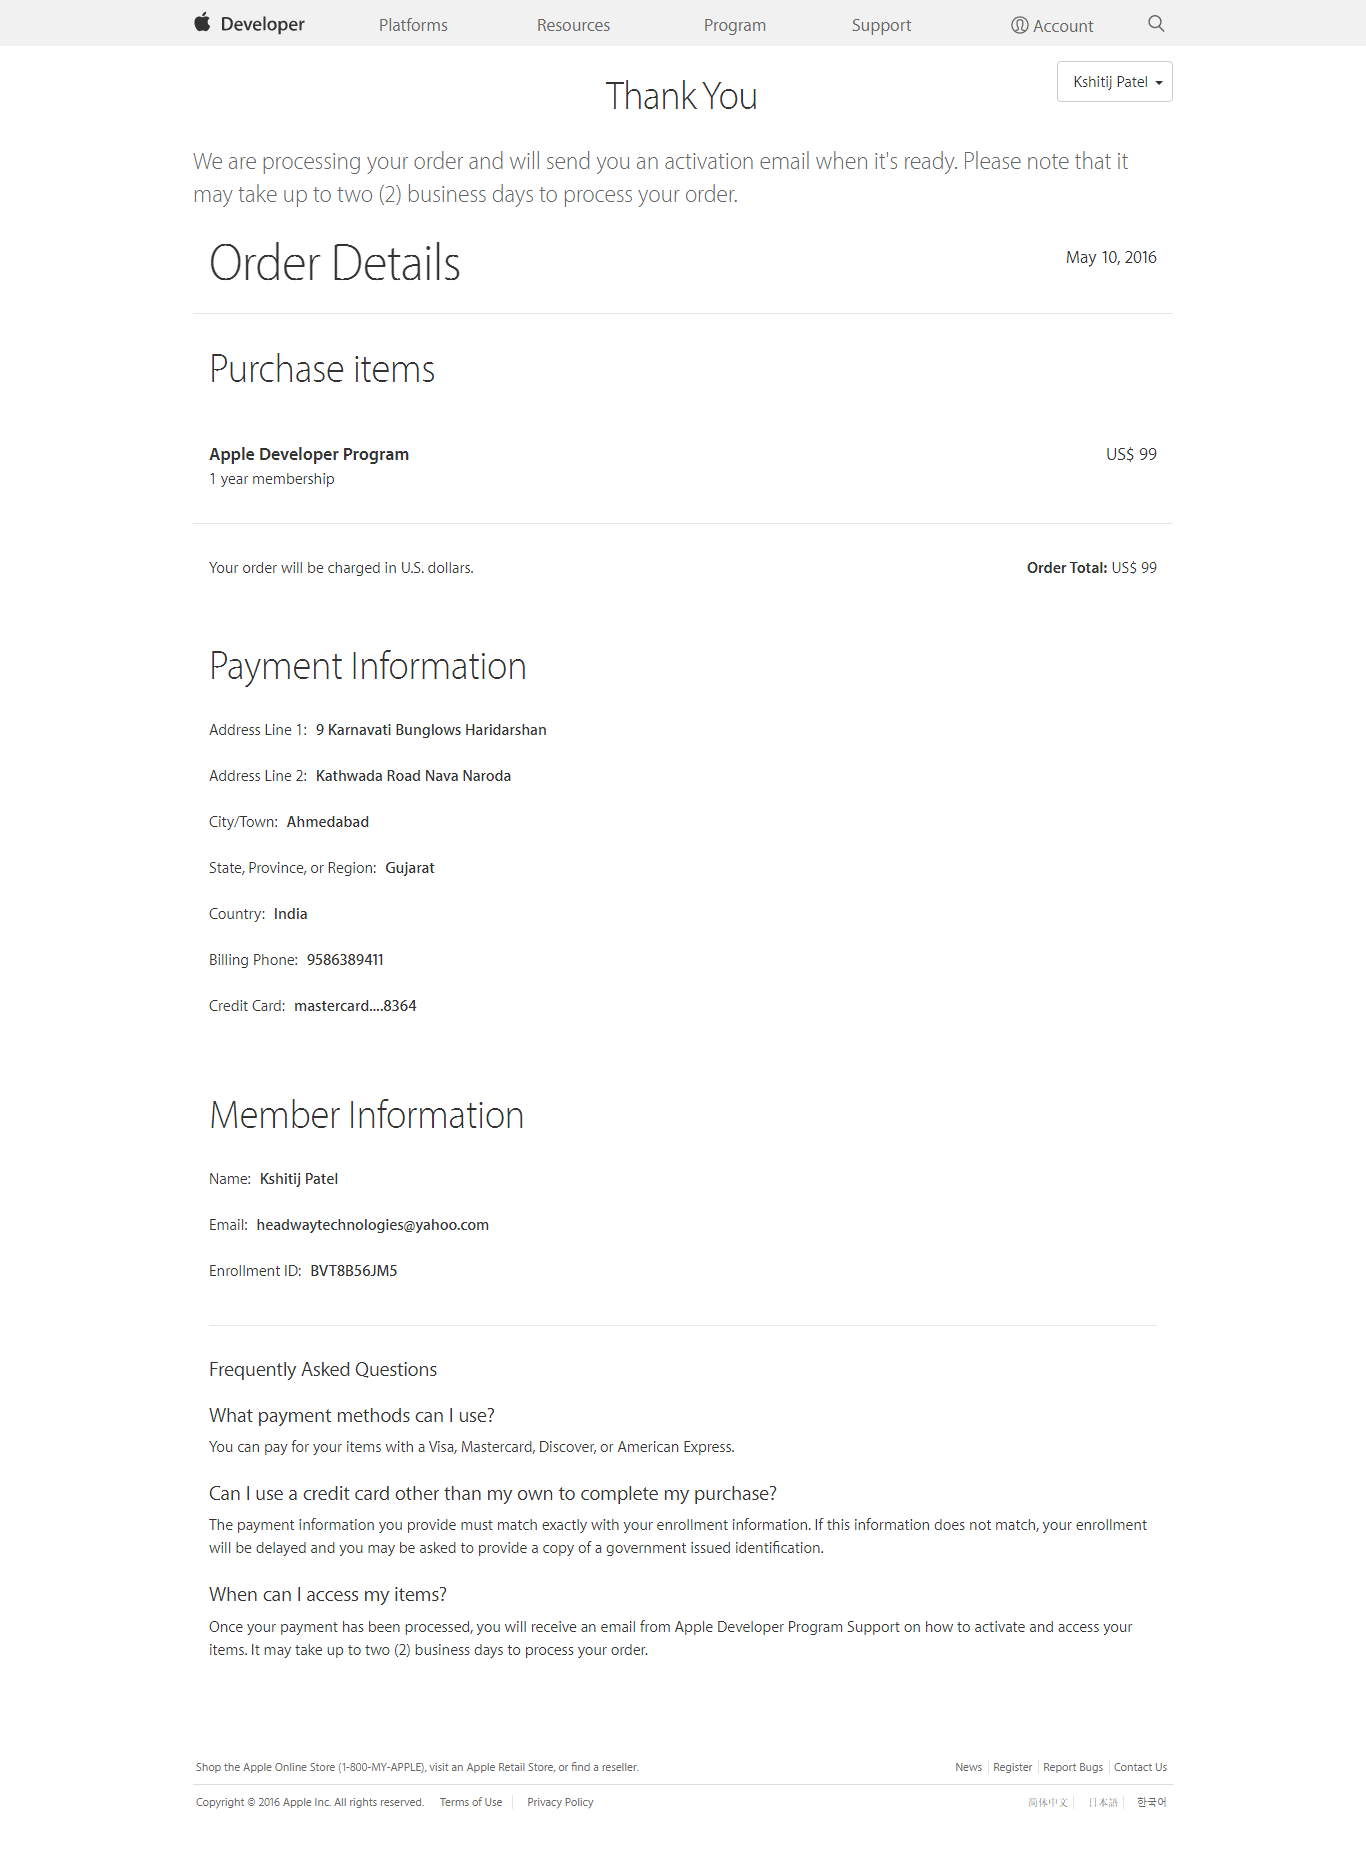 Developer Platforms Resources Program Support Account
Kshitij Patel
Thank You
We are processing your order and will send you an activation email when it's ready. Please note that it
may take up to two (2) business days to process your order.
Order Details May 10, 2016
Purchase items
Apple Developer Program US$ 99
1 year membership
Your order will be charged in U.S. dollars. Order Total: US$ 99
Payment Information
Address Line 1: 9 Karnavati Bunglows Haridarshan
Address Line 2: Kathwada Road Nava Naroda
City/Town: Ahmedabad
State, Province, or Region: Gujarat
Country: India
Billing Phone: 9586389411
Credit Card: mastercard....8364
Member Information
Name: Kshitij Patel
Email: headwaytechnologies@yahoo.com
Enrollment ID: BVT8B56JM5
Frequently Asked Questions
What payment methods can I use?
You can pay for your items with a Visa, Mastercard, Discover, or American Express.
Can I use a credit card other than my own to complete my purchase?
The payment information you provide must match exactly with your enrollment information. If this information does not match, your enrollment
will be delayed and you may be asked to provide a copy of a government issued identification.
When can I access my items?
Once your payment has been processed, you will receive an email from Apple Developer Program Support on how to activate and access your
items. It may take up to two (2) business days to process your order.
Shop the Apple Online Store (1-800-MY-APPLE), visit an Apple Retail Store, or find a reseller. News Register Report Bugs Contact Us
Copyright © 2016 Apple Inc. All rights reserved. Terms of Use Privacy Policy 简体中文 日本語 한국어